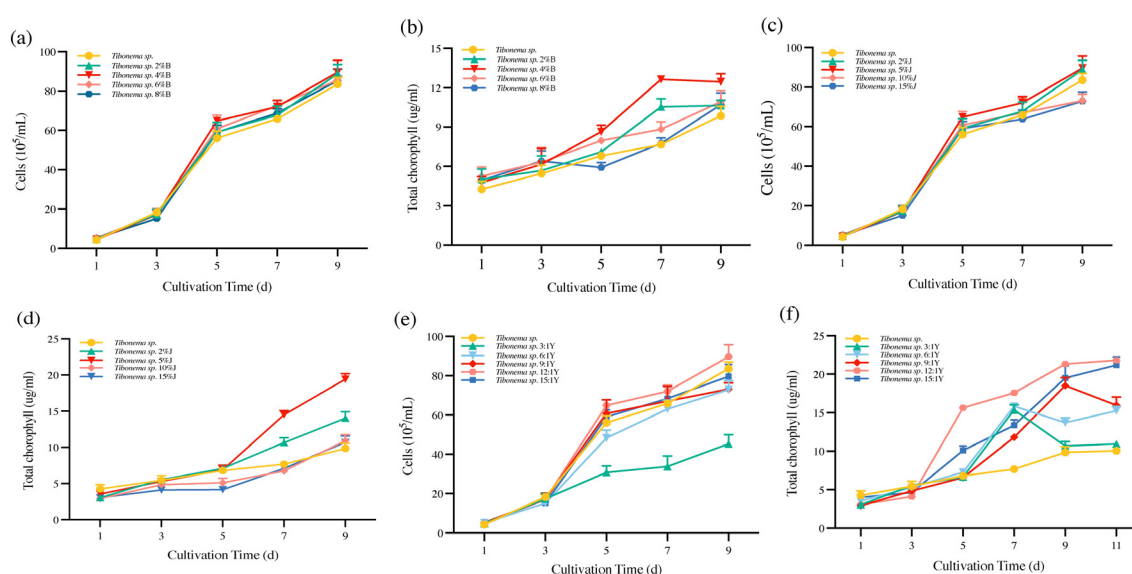 (a)
Tibonema sp.
Tibonema sp. 2%B
Tibonema sp. 4%B
Tibonema sp. 6%B
Tibonema sp. 8%B
Cells (10⁵/mL)
100
80
60
40
20
0
1 3 5 7 9
Cultivation Time (d)
(b)
Tibonema sp.
Tibonema sp. 2%B
Tibonema sp. 4%B
Tibonema sp. 6%B
Tibonema sp. 8%B
Total chorophyll (ug/ml)
15
12
9
6
3
0
1 3 5 7 9
Cultivation Time (d)
(c)
Tibonema sp.
Tibonema sp. 2%J
Tibonema sp. 5%J
Tibonema sp. 10%J
Tibonema sp. 15%J
Cells (10⁵/mL)
100
80
60
40
20
0
1 3 5 7 9
Cultivation Time (d)
(d)
Tibonema sp.
Tibonema sp. 2%J
Tibonema sp. 5%J
Tibonema sp. 10%J
Tibonema sp. 15%J
Total chorophyll (ug/ml)
25
20
15
10
5
0
1 3 5 7 9
Cultivation Time (d)
(e)
Tibonema sp.
Tibonema sp. 3:1Y
Tibonema sp. 6:1Y
Tibonema sp. 9:1Y
Tibonema sp. 12:1Y
Tibonema sp. 15:1Y
Cells (10⁵/mL)
100
80
60
40
20
0
1 3 5 7 9
Cultivation Time (d)
(f)
Tibonema sp.
Tibonema sp. 3:1Y
Tibonema sp. 6:1Y
Tibonema sp. 9:1Y
Tibonema sp. 12:1Y
Tibonema sp. 15:1Y
Total chorophyll (ug/ml)
25
20
15
10
5
0
1 3 5 7 9 11
Cultivation Time (d)